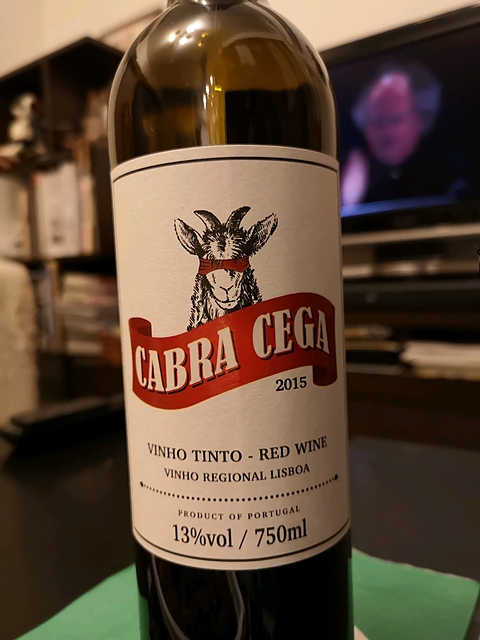 CABRA CEGA
2015
VINHO TINTO - RED WINE
VINHO REGIONAL LISBOA
PRODUCT OF PORTUGAL
13%vol / 750ml